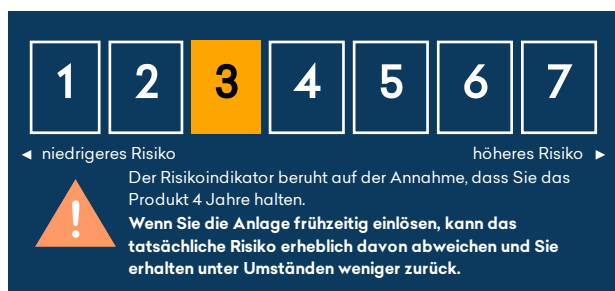 1 2 3 4 5 6 7
◄ niedrigeres Risiko höheres Risiko ►
Der Risikoindikator beruht auf der Annahme, dass Sie das
Produkt 4 Jahre halten.
Wenn Sie die Anlage frühzeitig einlösen, kann das
tatsächliche Risiko erheblich davon abweichen und Sie
erhalten unter Umständen weniger zurück.
!